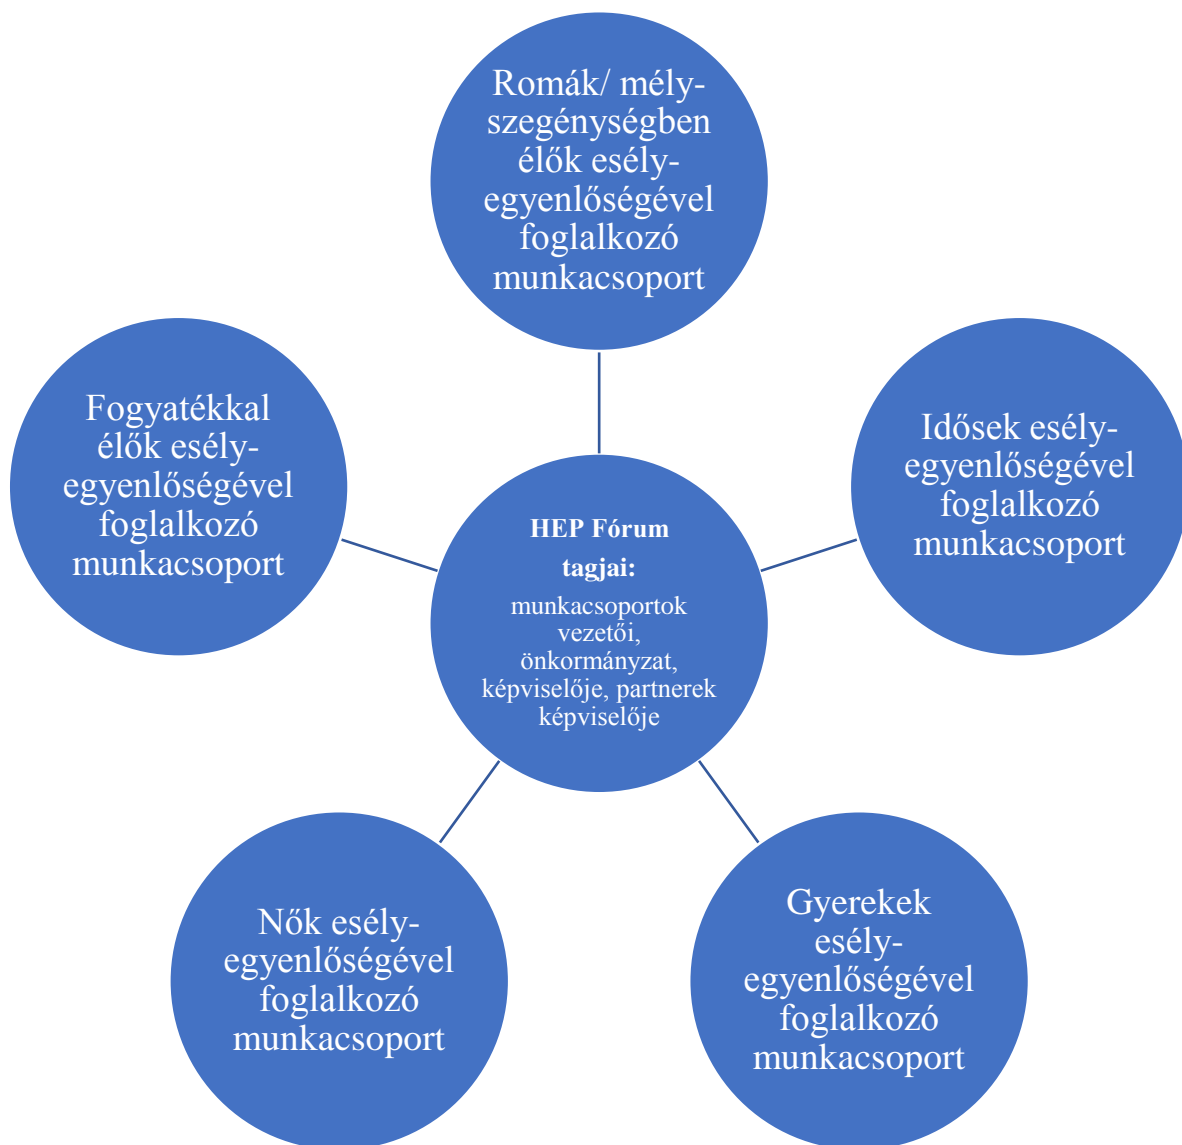 Romák/ mély-
szegénységben
élők esély-
egyenlőségével
foglalkozó
munkacsoport
Fogyatékkal
élők esély-
egyenlőségével
foglalkozó
munkacsoport
Idősek esély-
egyenlőségével
foglalkozó
munkacsoport
HEP Fórum
tagjai:
munkacsoportok
vezetői,
önkormányzat,
képviselője, partnerek
képviselője
Nők esély-
egyenlőségével
foglalkozó
munkacsoport
Gyerekek
esély-
egyenlőségével
foglalkozó
munkacsoport